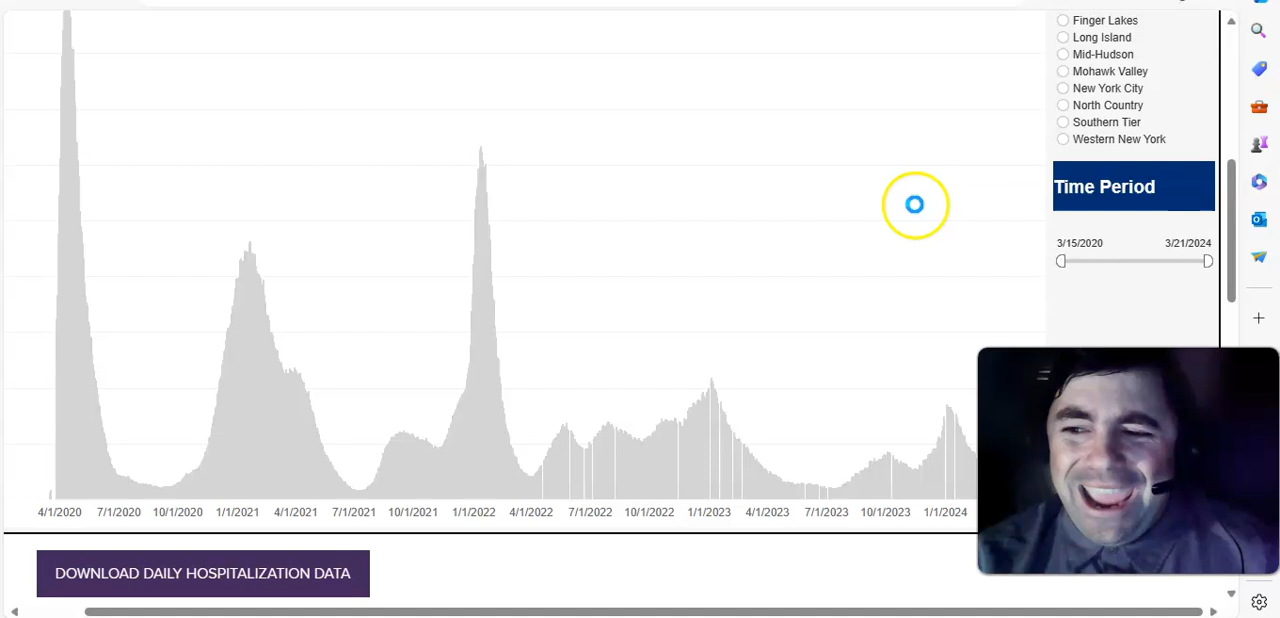 Finger Lakes
Long Island
Mid-Hudson
Mohawk Valley
New York City
North Country
Southern Tier
Western New York
Time Period
3/15/2020 3/21/2024
4/1/2020 7/1/2020 10/1/2020 1/1/2021 4/1/2021 7/1/2021 10/1/2021 1/1/2022 4/1/2022 7/1/2022 10/1/2022 1/1/2023 4/1/2023 7/1/2023 10/1/2023 1/1/2024
DOWNLOAD DAILY HOSPITALIZATION DATA